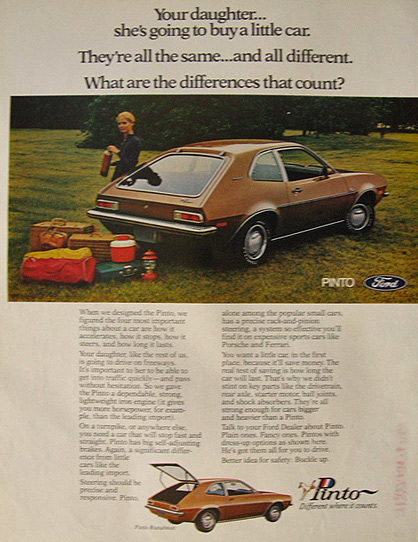 Your daughter...
she's going to buy a little car.
They're all the same...and all different.
What are the differences that count?
PINTO Ford
When we designed the Pinto, we
figured the four most important
things about a car are how it
accelerates, how it stops, how it
steers, and how long it lasts.
Your daughter, like the rest of us,
is going to drive on freeways.
It's important to her to be able to
get into traffic quickly—and pass
without hesitation. So we gave
the Pinto a dependable, strong,
lightweight iron engine (it gives
you more horsepower, for exam-
ple, than the leading import).
On a turnpike, or anywhere else,
you need a car that will stop fast and
straight. Pinto has big self-adjusting
brakes. Again, a significant differ-
ence from little
cars like the
leading import.
Steering should be
precise and
responsive. Pinto,
alone among the popular small cars,
has a precise rack-and-pinion
steering, a system so effective you'll
find it on expensive sports cars like
Porsche and Ferrari.
You want a little car, in the first
place, because it'll save money. The
real test of saving is how long the
car will last. That's why we didn't
stint on key parts like the drivetrain,
rear axle, starter motor, ball joints,
and shock absorbers. They're all
strong enough for cars bigger
and heavier than a Pinto.
Talk to your Ford Dealer about Pinto.
Plain ones. Fancy ones. Pintos with
dress-up options as shown here.
He's got them all for you to drive.
Better idea for safety: Buckle up.
Pinto Runabout
Pinto
Different where it counts.